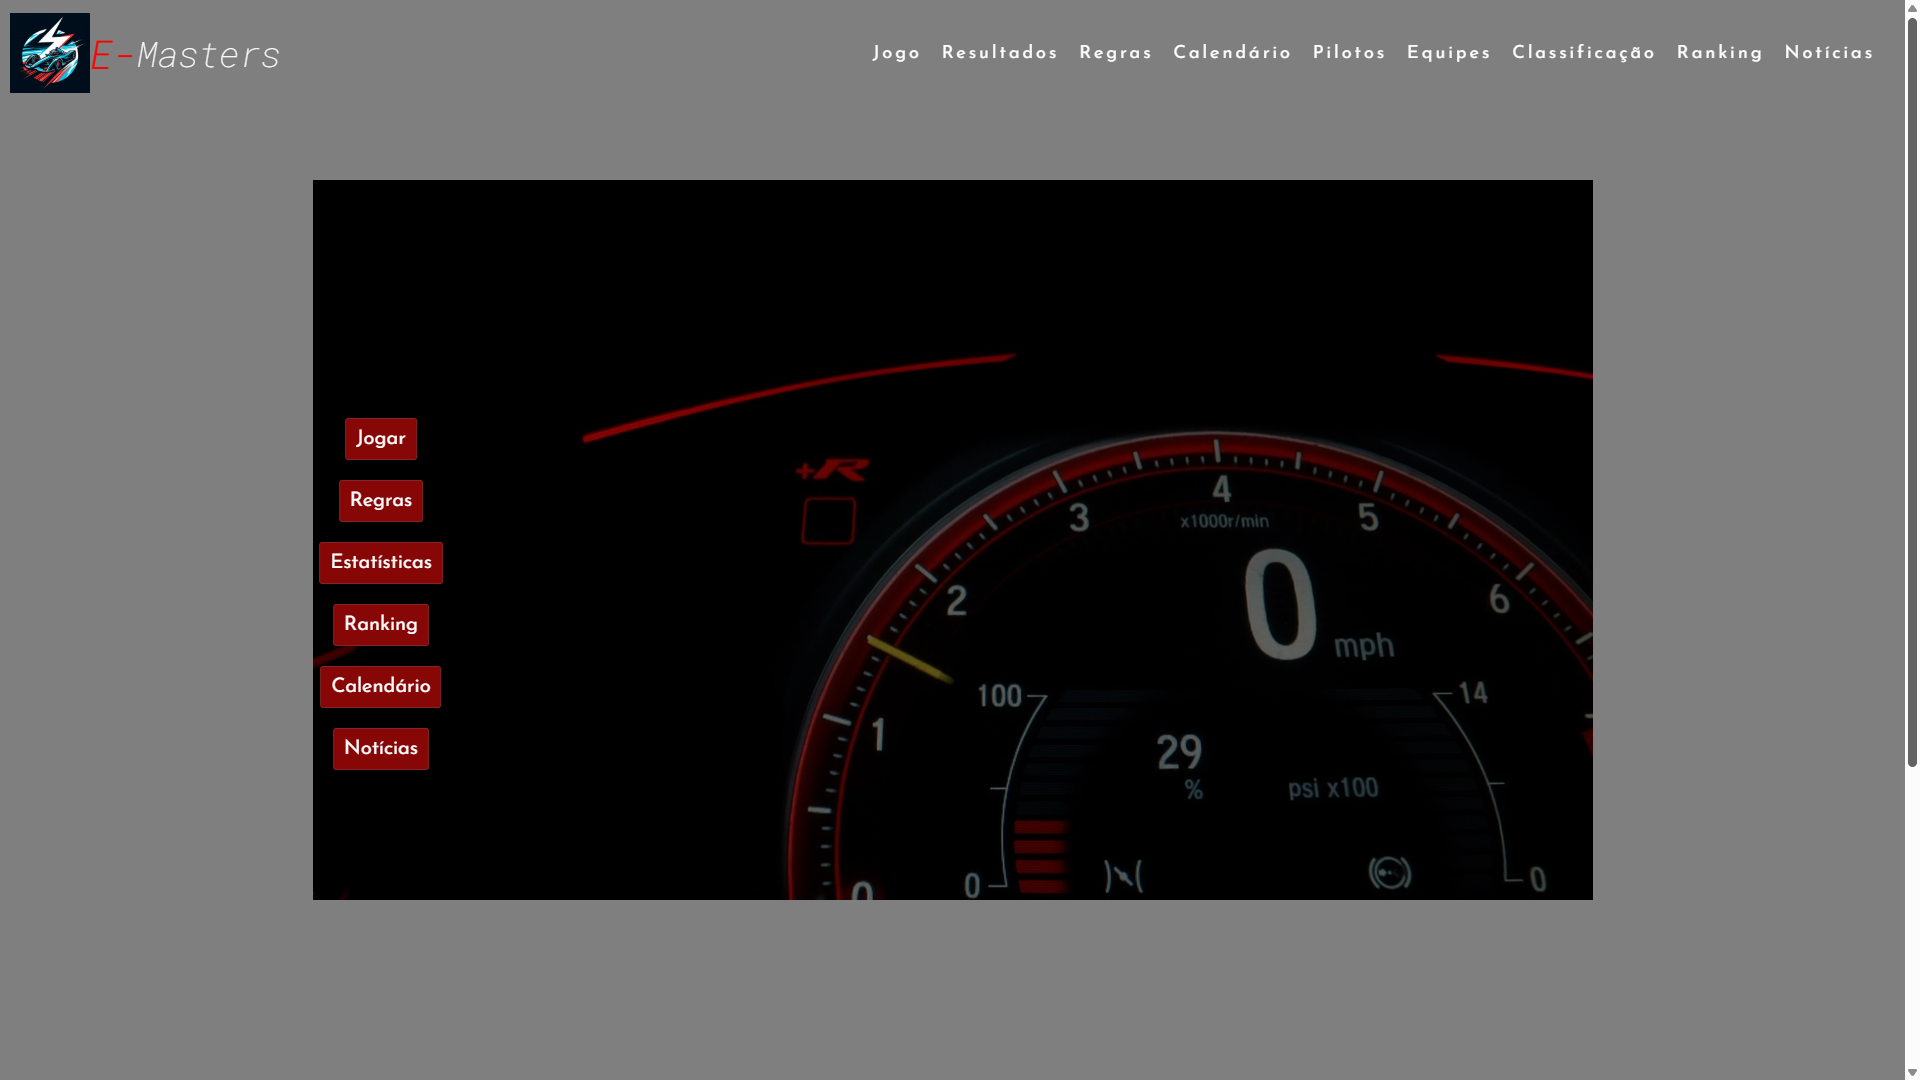 E-Masters
Jogo Resultados Regras Calendário Pilotos Equipes Classificação Ranking Notícias
Jogar
Regras
Estatísticas
Ranking
Calendário
Notícias
+R
4
3
5
x1000r/min
0
mph
2
6
1
100
14
29
%
psi x100
0
0
0